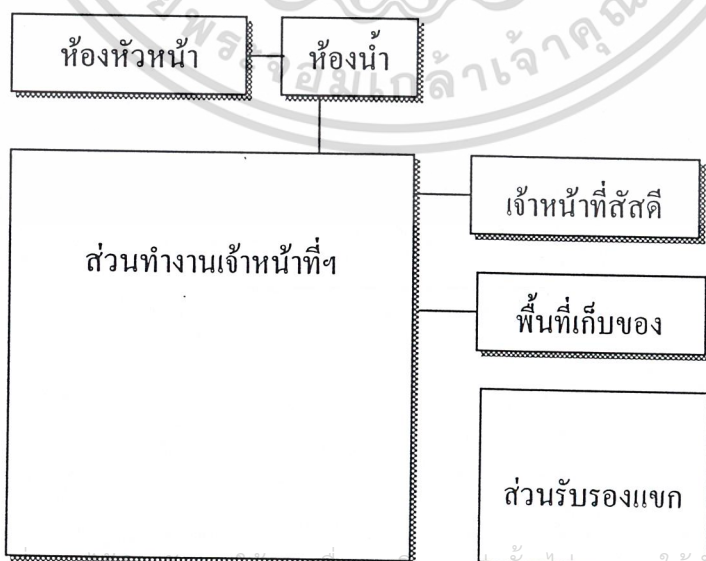 ห้องหัวหน้า
ห้องน้ำ
เจ้าหน้าที่สัสดี
ส่วนทำงานเจ้าหน้าที่ฯ
พื้นที่เก็บของ
ส่วนรับรองแขก